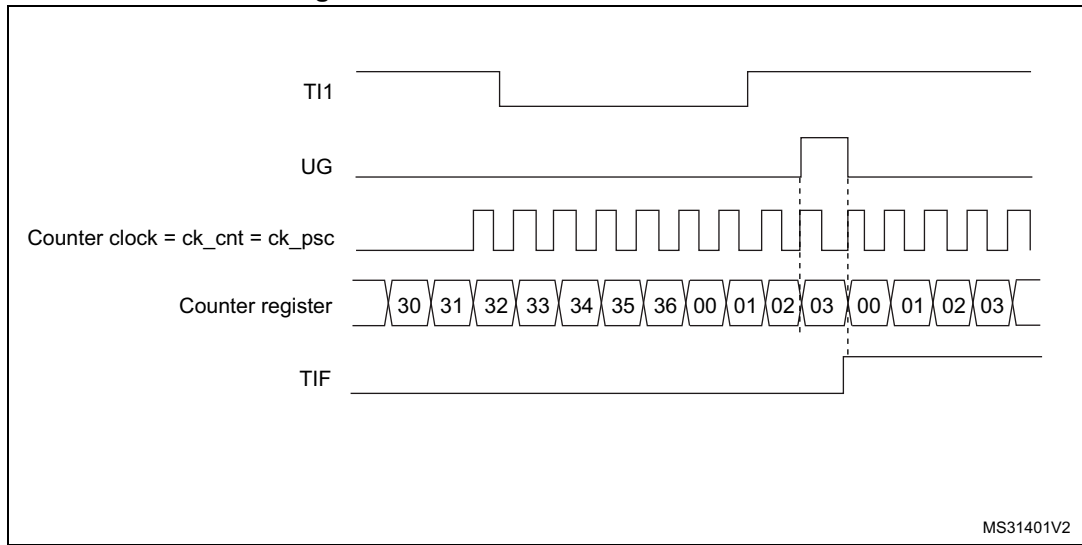 TI1
UG
Counter clock = ck_cnt = ck_psc
Counter register 30 31 32 33 34 35 36 00 01 02 03 00 01 02 03
TIF
MS31401V2